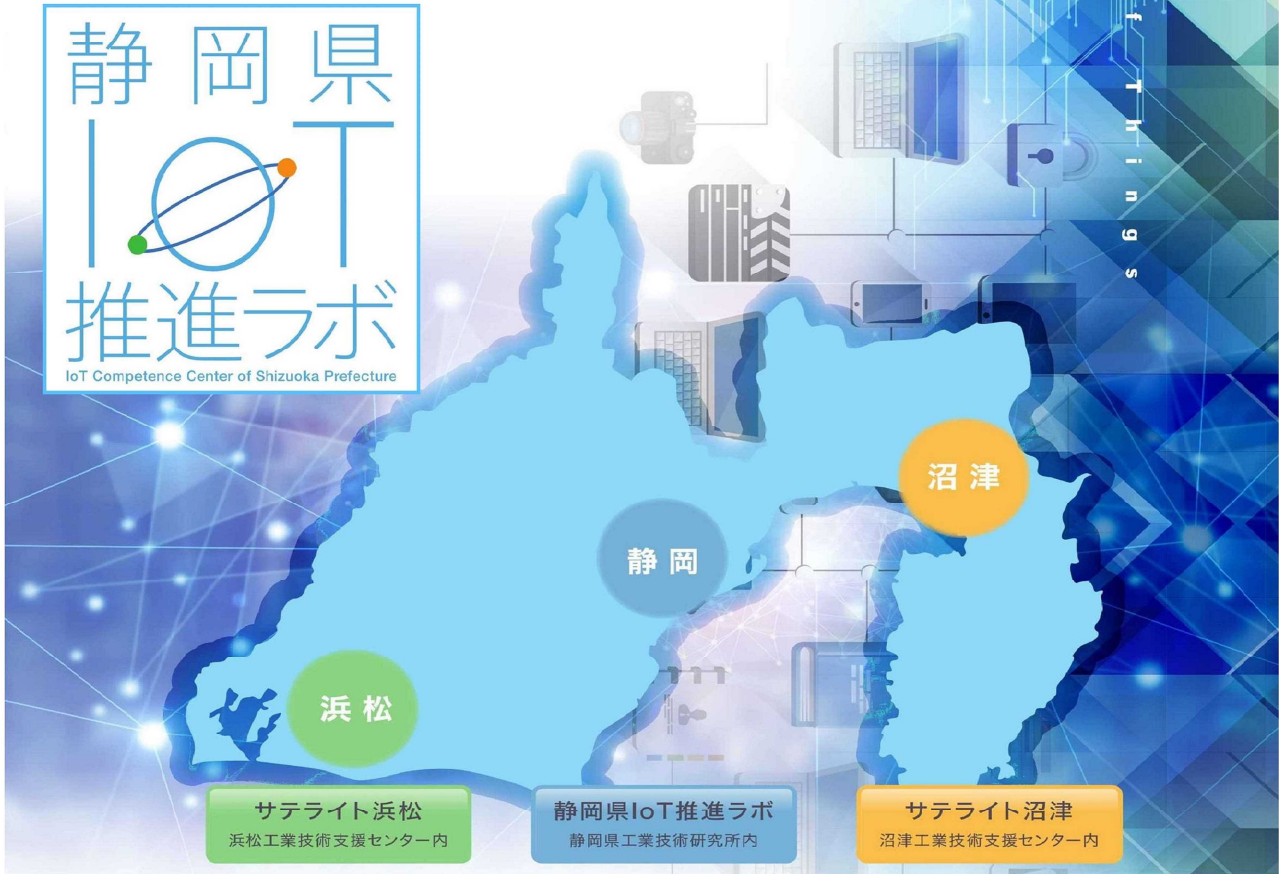 静岡県
IoT
推進ラボ
IoT Competence Center of Shizuoka Prefecture
f Things
沼津
静岡
浜松
サテライト浜松
浜松工業技術支援センター内
静岡県IoT推進ラボ
静岡県工業技術研究所内
サテライト沼津
沼津工業技術支援センター内